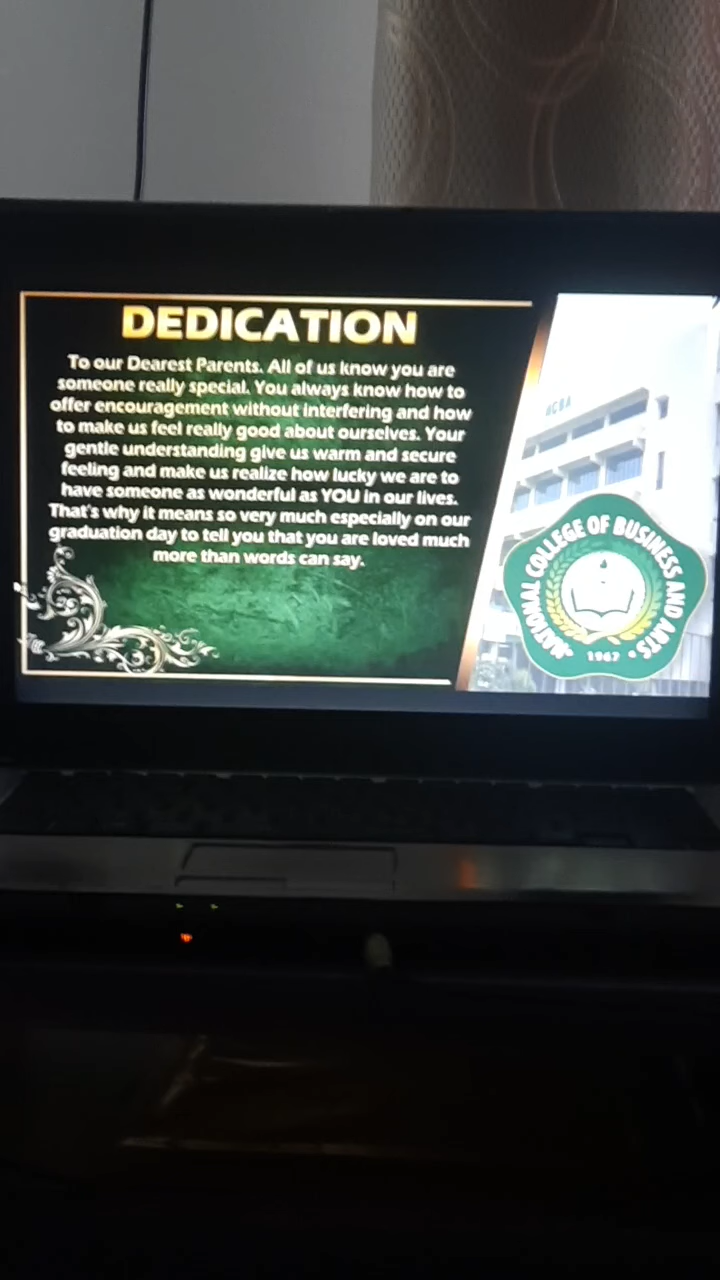 DEDICATION
To our Dearest Parents. All of us know you are
someone really special. You always know how to
offer encouragement without interfering and how
to make us feel really good about ourselves. Your
gentle understanding give us warm and secure
feeling and make us realize how lucky we are to
have someone as wonderful as YOU in our lives.
That's why it means so very much especially on our
graduation day to tell you that you are loved much
more than words can say.
NCBA
NATIONAL COLLEGE OF BUSINESS AND ARTS
1967